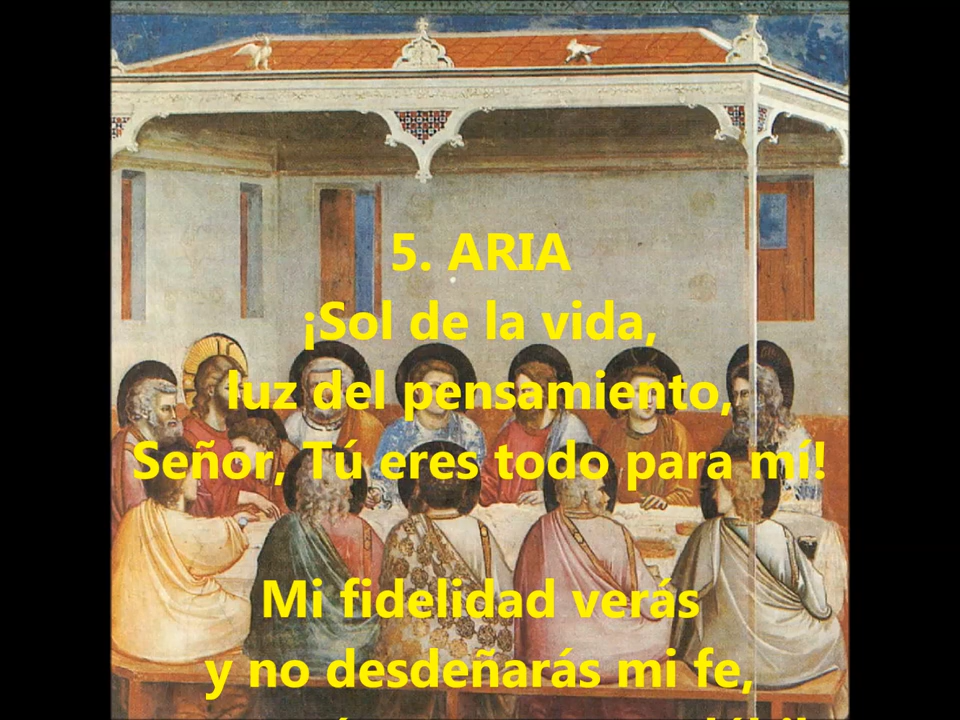 5. ARIA
¡Sol de la vida,
luz del pensamiento,
Señor, Tú eres todo para mí!
Mi fidelidad verás
y no desdeñarás mi fe,